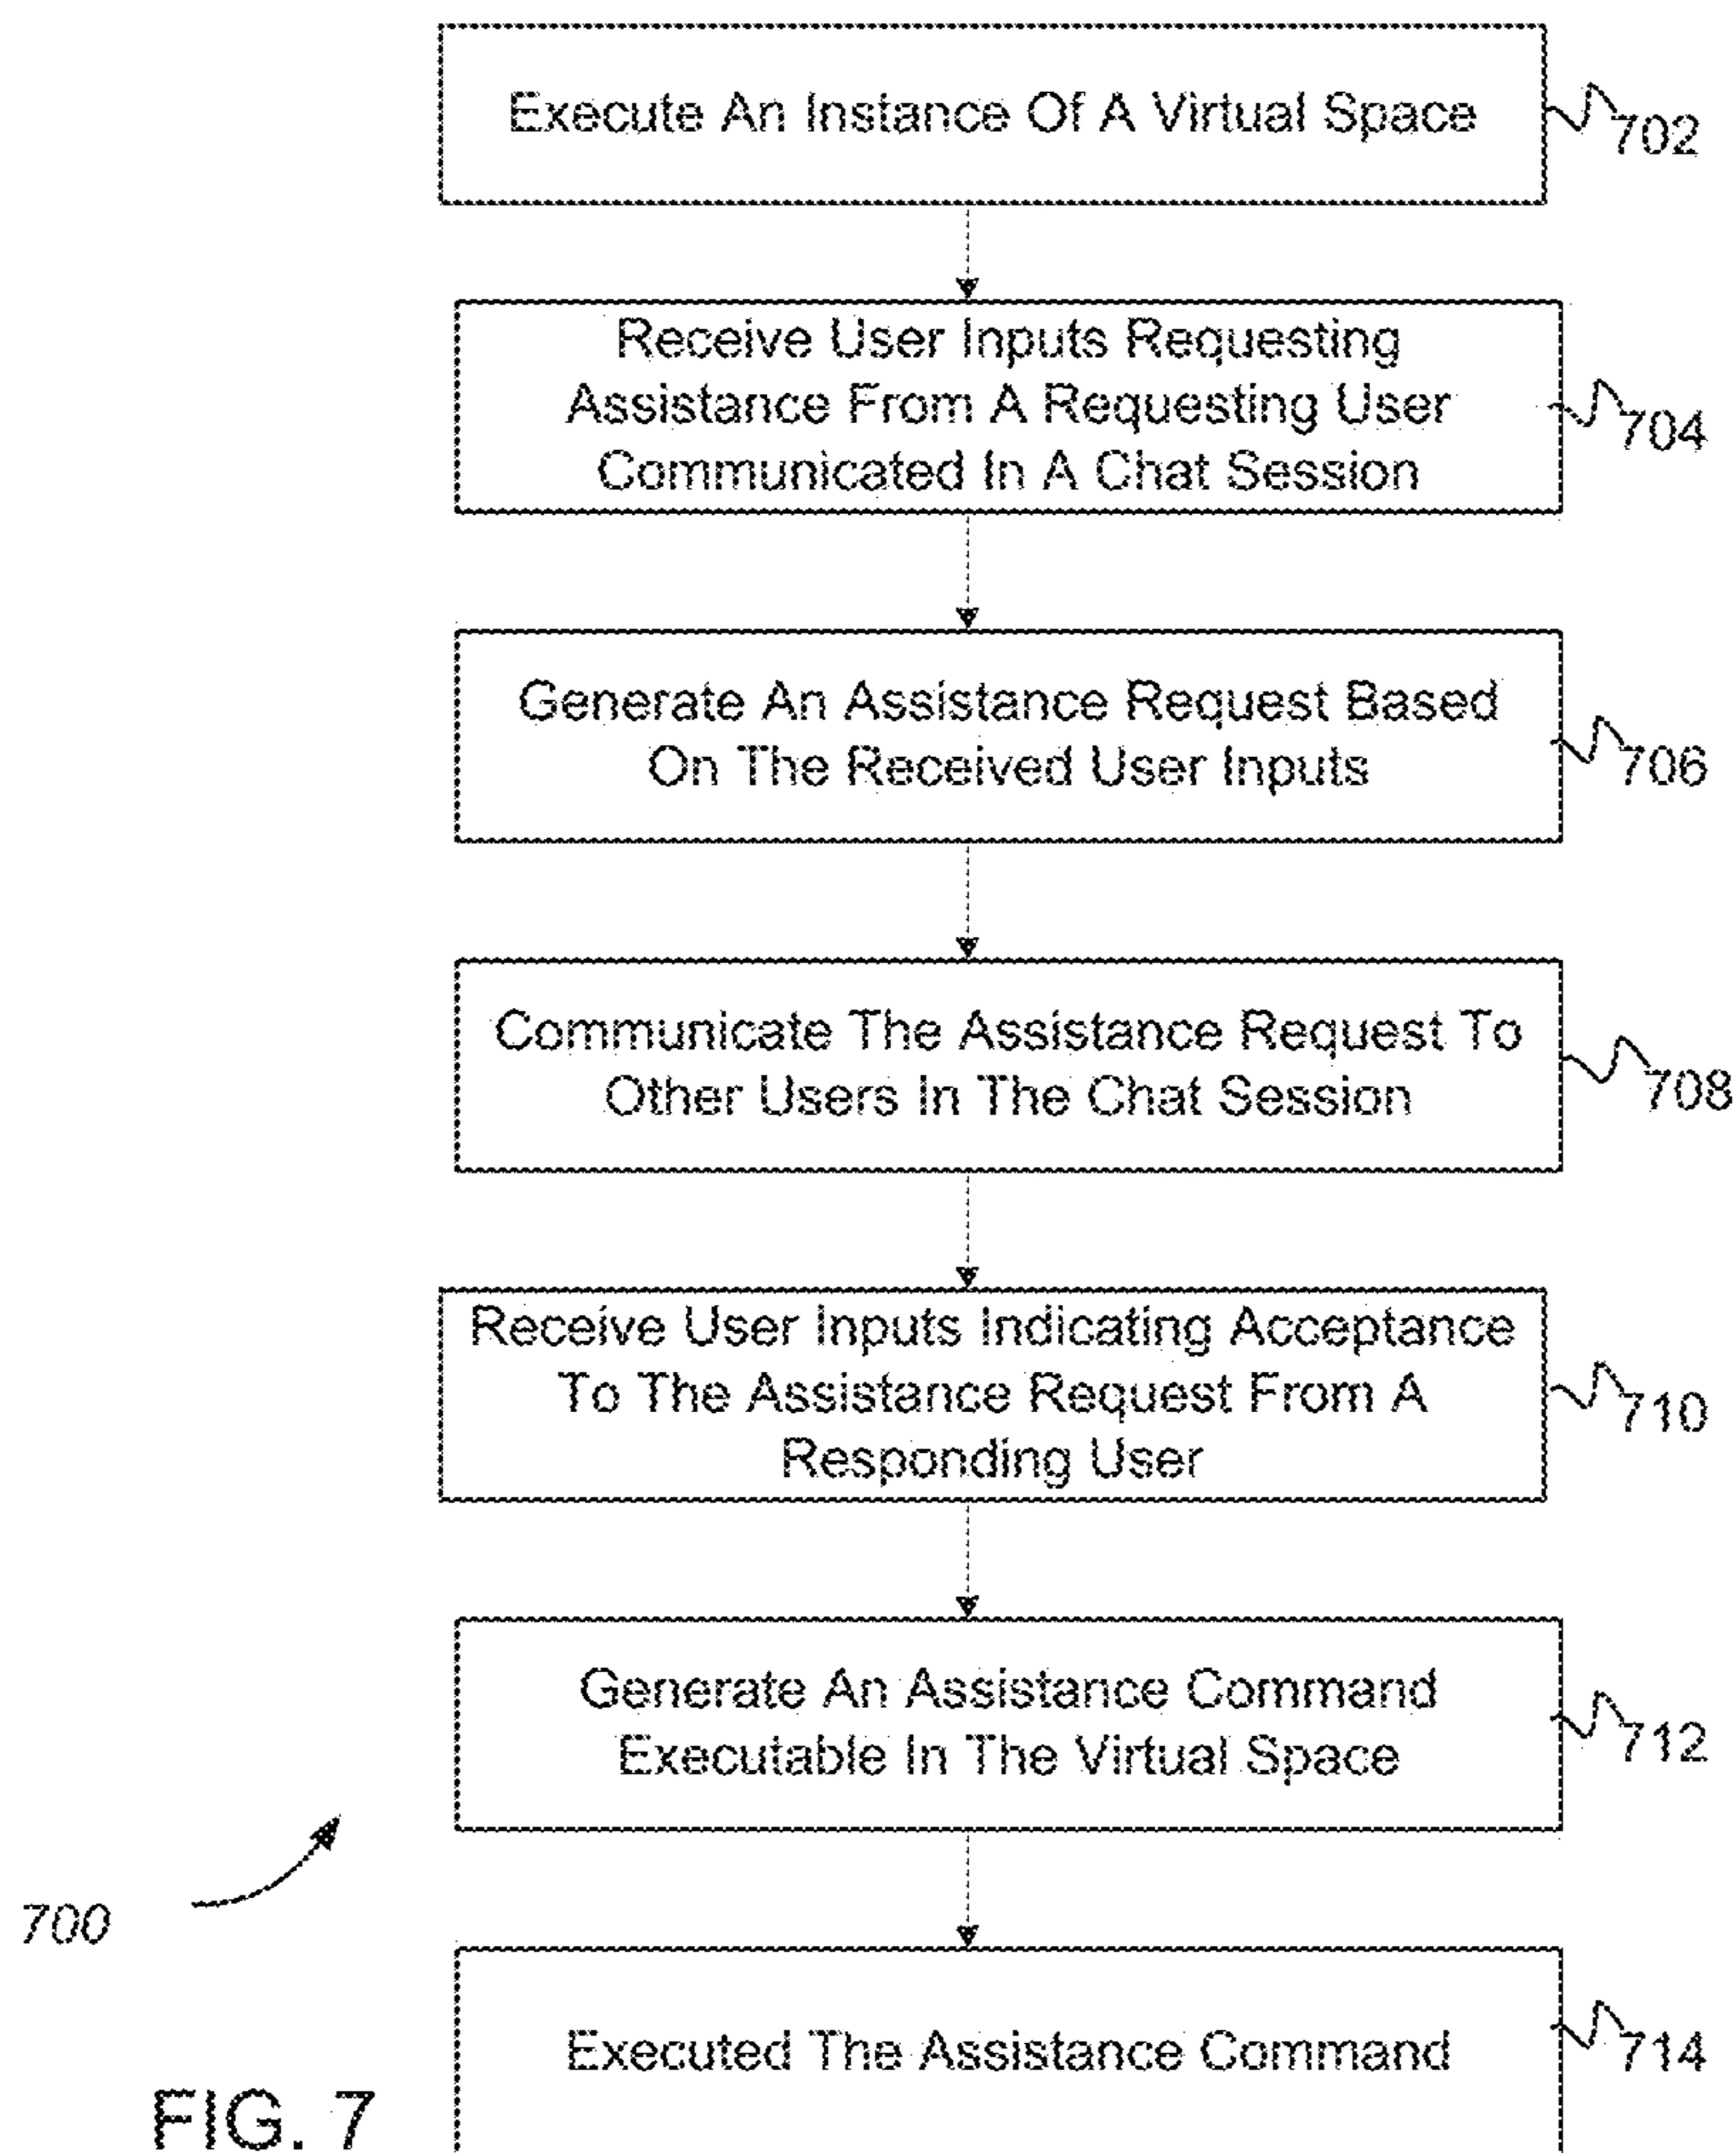 Execute An Instance Of A Virtual Space
702
Receive User Inputs Requesting
Assistance From A Requesting User
Communicated In A Chat Session
704
Generate An Assistance Request Based
On The Received User Inputs
706
Communicate The Assistance Request To
Other Users In The Chat Session
708
Receive User Inputs Indicating Acceptance
To The Assistance Request From A
Responding User
710
Generate An Assistance Command
Executable In The Virtual Space
712
700
Executed The Assistance Command
714
FIG. 7